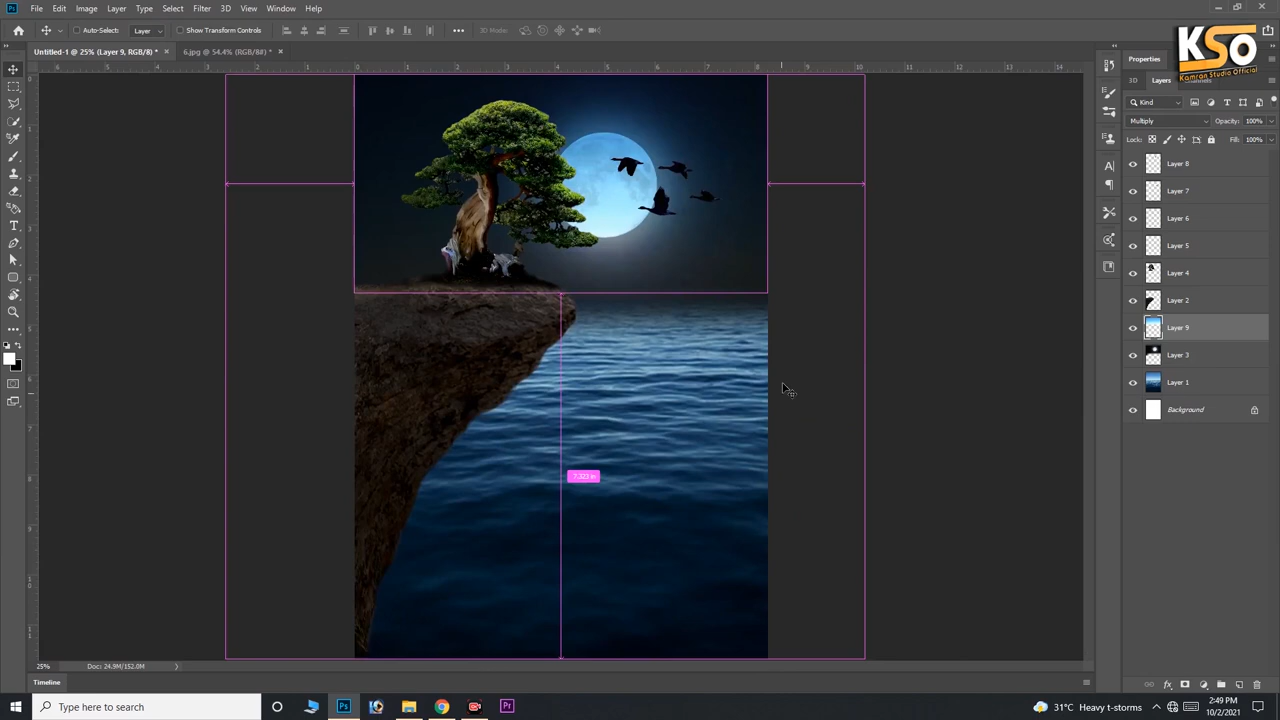 File Edit Image Layer Type Select Filter 3D View Window Help
Auto-Select: Layer Show Transform Controls 3D Mode:
Untitled-1 @ 25% (Layer 9, RGB/8) * × 6.jpg @ 54.4% (RGB/8#) * ×
KSO
Kamran Studio Official
Properties
3D Layers Channels
Kind
Multiply Opacity: 100%
Lock: Fill: 100%
Layer 8
Layer 7
Layer 6
Layer 5
Layer 4
Layer 2
Layer 9
Layer 3
Layer 1
Background
7.323 in
25% Doc: 24.9M/152.0M
Timeline
Type here to search
31°C Heavy t-storms
2:49 PM
10/2/2021